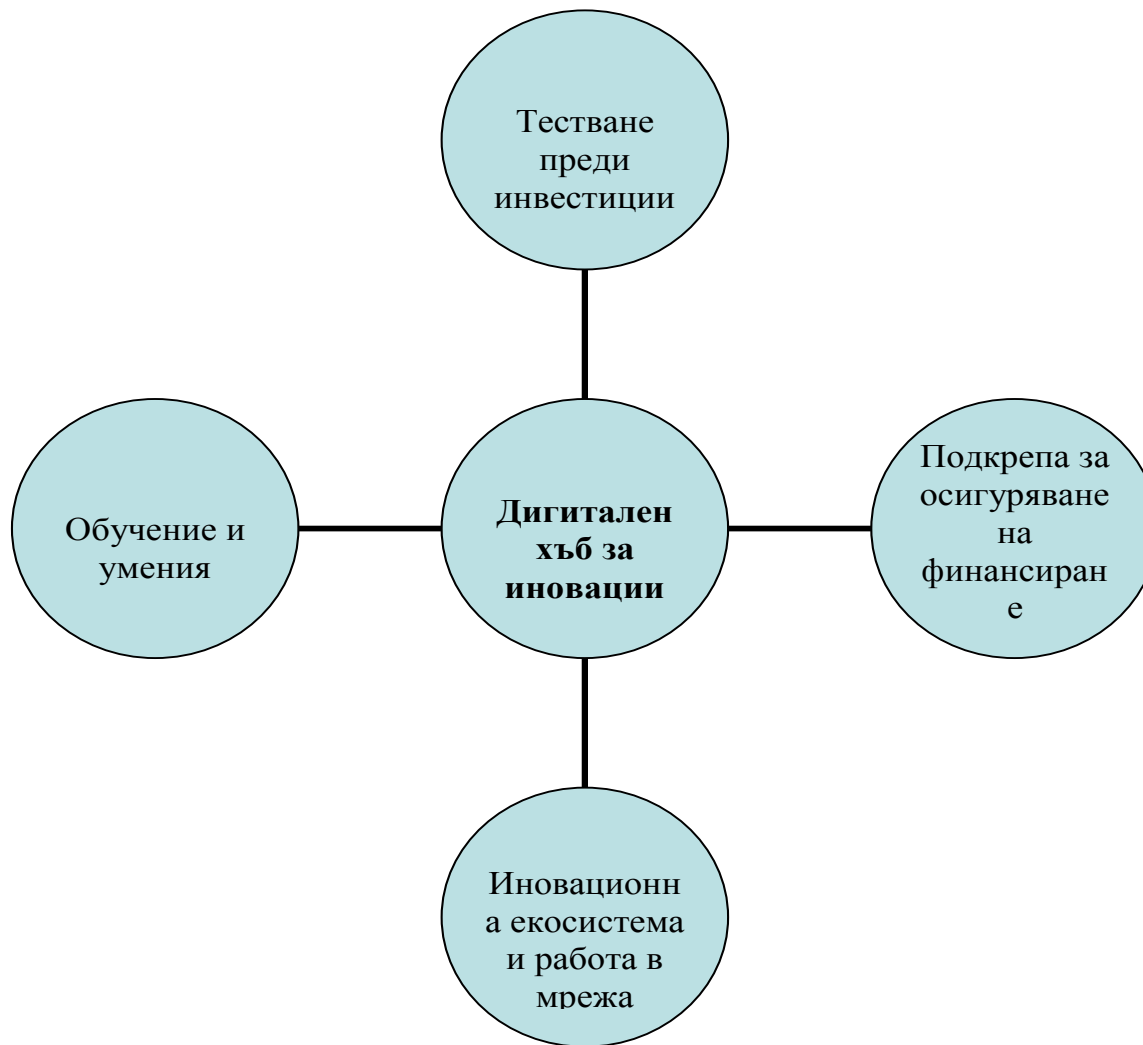 Тестване
преди
инвестиции
Обучение и
умения
Дигитален
хъб за
иновации
Подкрепа за
осигуряване
на
финансиран
е
Иновационн
а екосистема
и работа в
мрежа